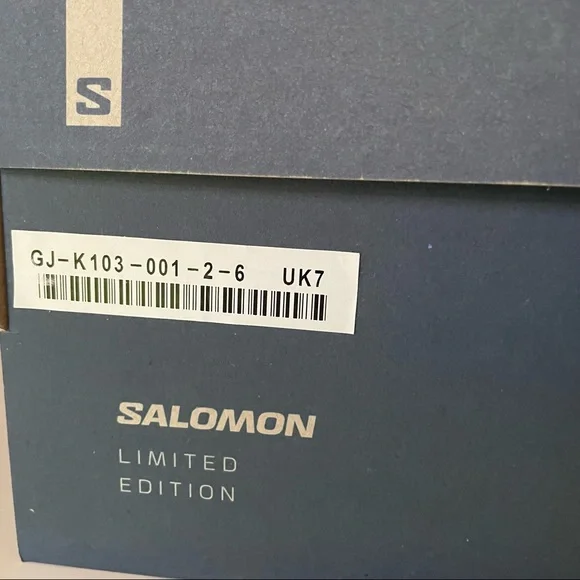 S
GJ-K103-001-2-6 UK7
SALOMON
LIMITED
EDITION